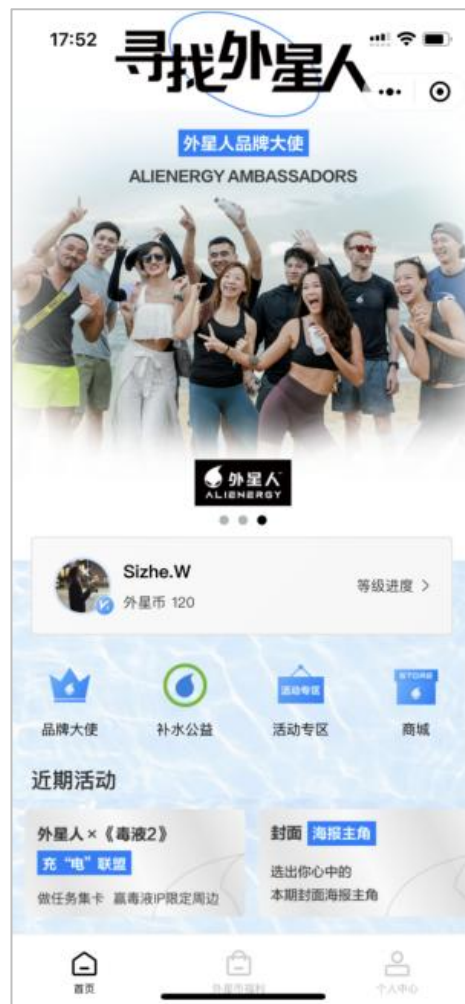 17:52
寻找外星人
外星人品牌大使
ALIENERGY AMBASSADORS
外星人
ALIENERGY
Sizhe.W
外星币 120
等级进度 >
活动专区
STORE
品牌大使
补水公益
活动专区
商城
近期活动
外星人×《毒液2》
充“电”联盟
做任务集卡 赢毒液IP限定周边
封面 海报主角
选出你心中的
本期封面海报主角
首页
外星币福利
个人中心